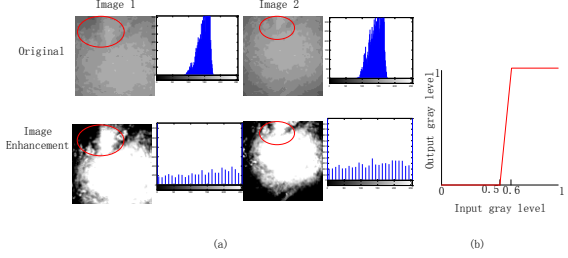 Image 1
Image 2
Original
Image
Enhancement
Output gray level
1
0
0.5
0.6
1
Input gray level
(a)
(b)